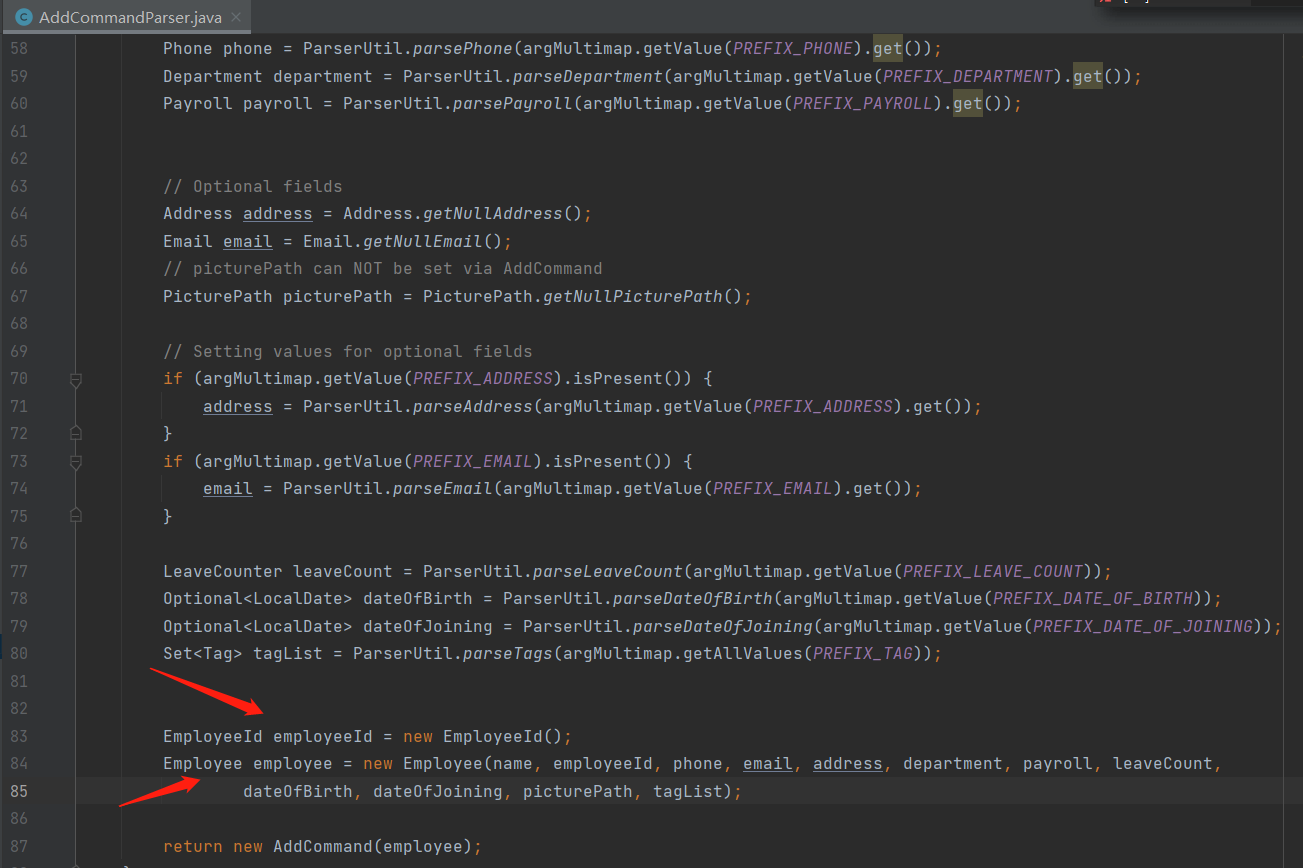 AddCommandParser.java
58 Phone phone = ParserUtil.parsePhone(argMultimap.getValue(PREFIX_PHONE).get());
59 Department department = ParserUtil.parseDepartment(argMultimap.getValue(PREFIX_DEPARTMENT).get());
60 Payroll payroll = ParserUtil.parsePayroll(argMultimap.getValue(PREFIX_PAYROLL).get());
61
62
63 // Optional fields
64 Address address = Address.getNullAddress();
65 Email email = Email.getNullEmail();
66 // picturePath can NOT be set via AddCommand
67 PicturePath picturePath = PicturePath.getNullPicturePath();
68
69 // Setting values for optional fields
70 if (argMultimap.getValue(PREFIX_ADDRESS).isPresent()) {
71 address = ParserUtil.parseAddress(argMultimap.getValue(PREFIX_ADDRESS).get());
72 }
73 if (argMultimap.getValue(PREFIX_EMAIL).isPresent()) {
74 email = ParserUtil.parseEmail(argMultimap.getValue(PREFIX_EMAIL).get());
75 }
76
77 LeaveCounter leaveCount = ParserUtil.parseLeaveCount(argMultimap.getValue(PREFIX_LEAVE_COUNT));
78 Optional<LocalDate> dateOfBirth = ParserUtil.parseDateOfBirth(argMultimap.getValue(PREFIX_DATE_OF_BIRTH));
79 Optional<LocalDate> dateOfJoining = ParserUtil.parseDateOfJoining(argMultimap.getValue(PREFIX_DATE_OF_JOINING));
80 Set<Tag> tagList = ParserUtil.parseTags(argMultimap.getAllValues(PREFIX_TAG));
81
82
83 EmployeeId employeeId = new EmployeeId();
84 Employee employee = new Employee(name, employeeId, phone, email, address, department, payroll, leaveCount,
85 dateOfBirth, dateOfJoining, picturePath, tagList);
86
87 return new AddCommand(employee);